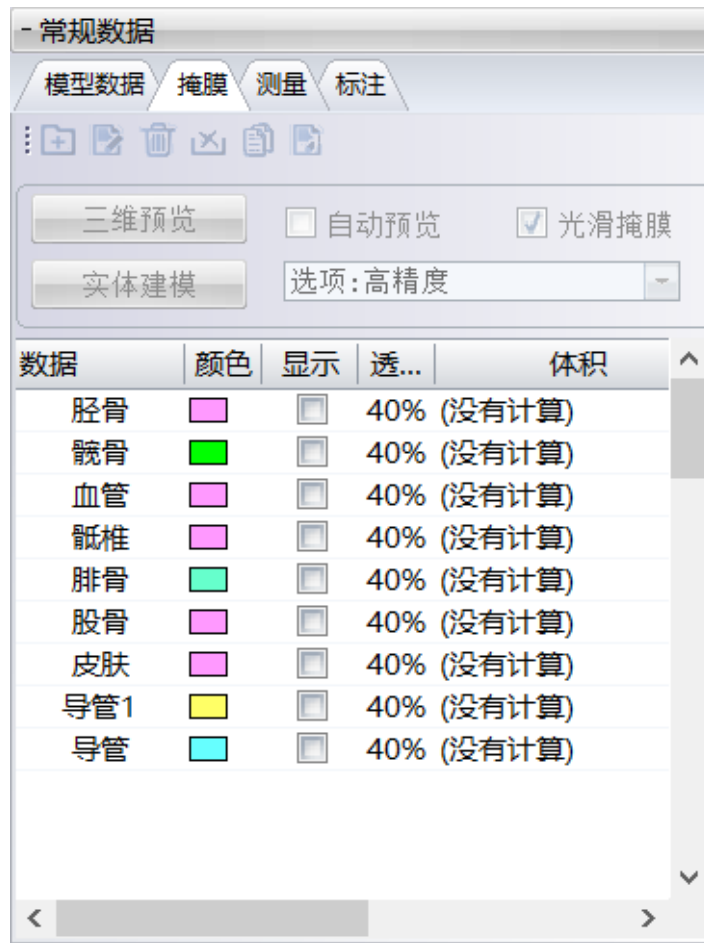 - 常规数据
模型数据 掩膜 测量 标注
三维预览 自动预览 光滑掩膜
实体建模 选项:高精度
数据 颜色 显示 透... 体积
胫骨 40% (没有计算)
髋骨 40% (没有计算)
血管 40% (没有计算)
骶椎 40% (没有计算)
腓骨 40% (没有计算)
股骨 40% (没有计算)
皮肤 40% (没有计算)
导管1 40% (没有计算)
导管 40% (没有计算)